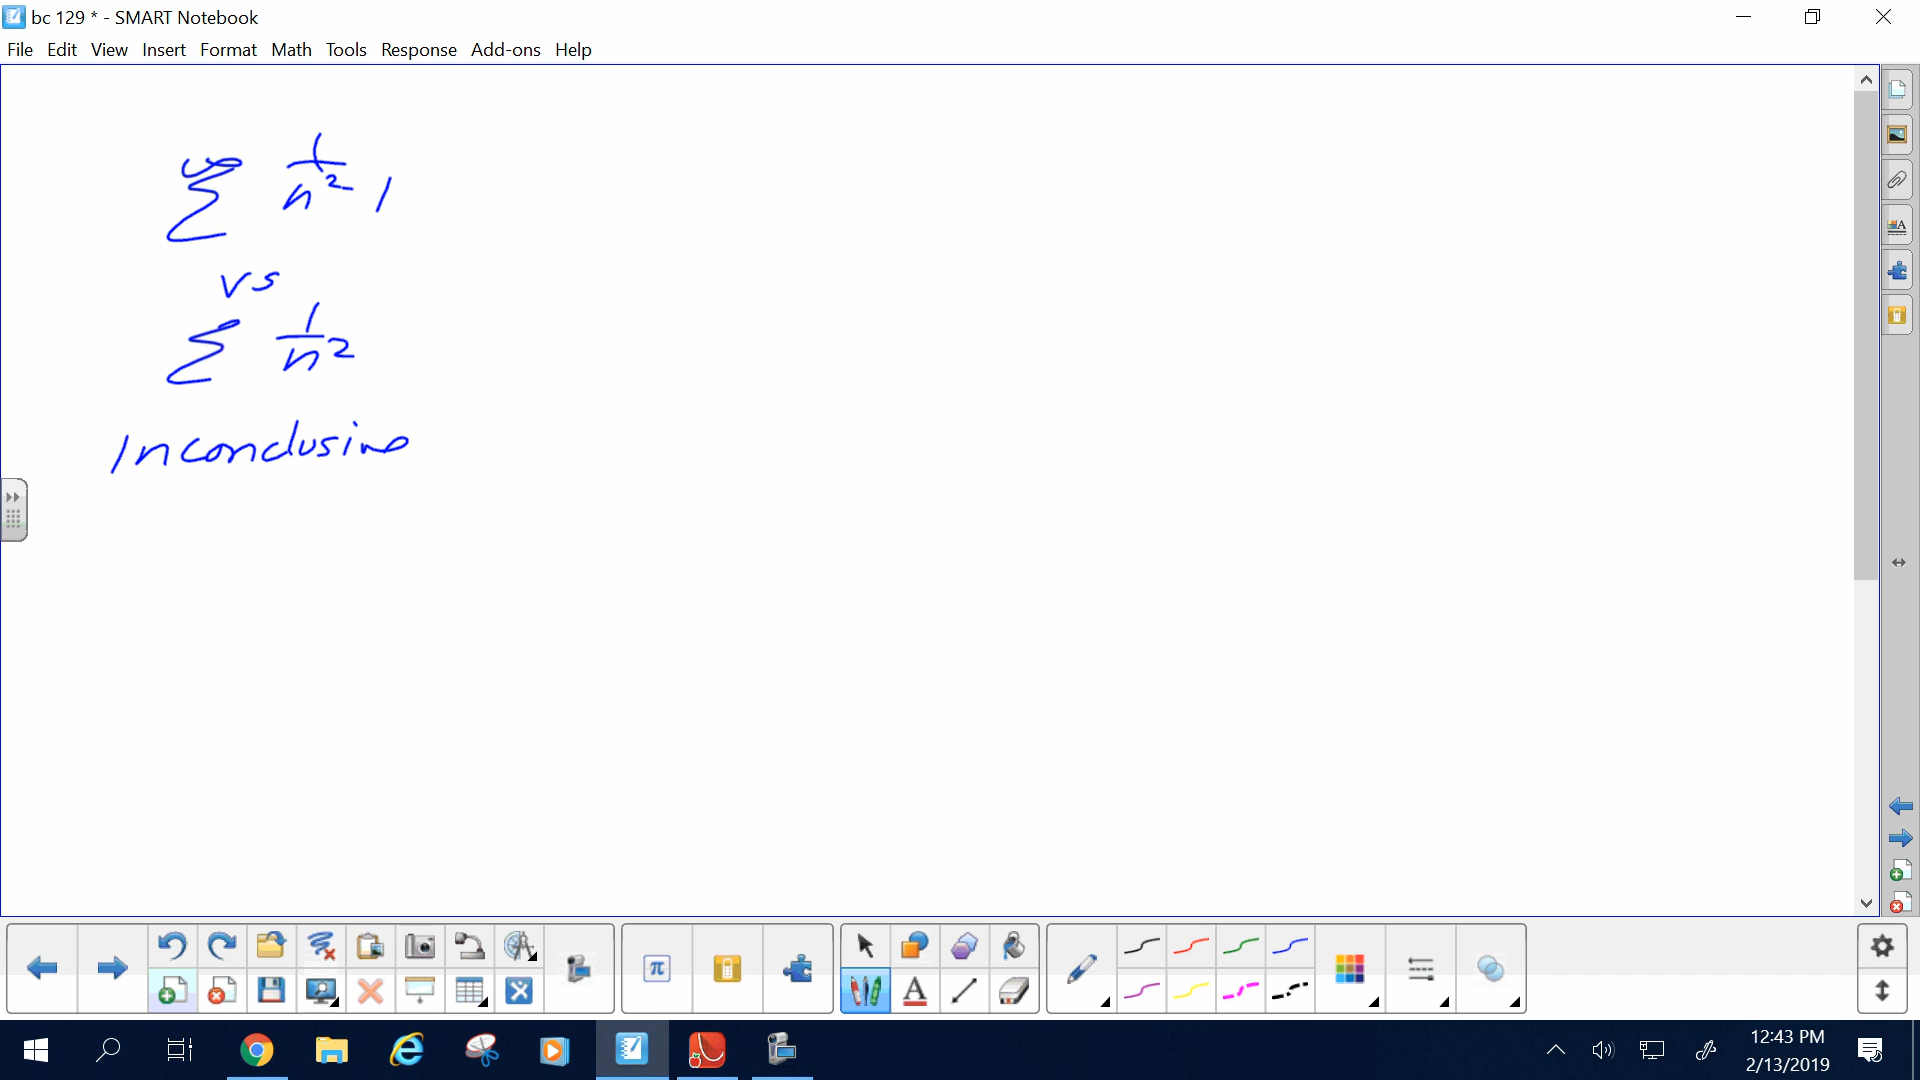 bc 129 * - SMART Notebook
File Edit View Insert Format Math Tools Response Add-ons Help
∞
∑ 1/n² - 1
vs
∑ 1/n²
Inconclusive
π
A
12:43 PM
2/13/2019